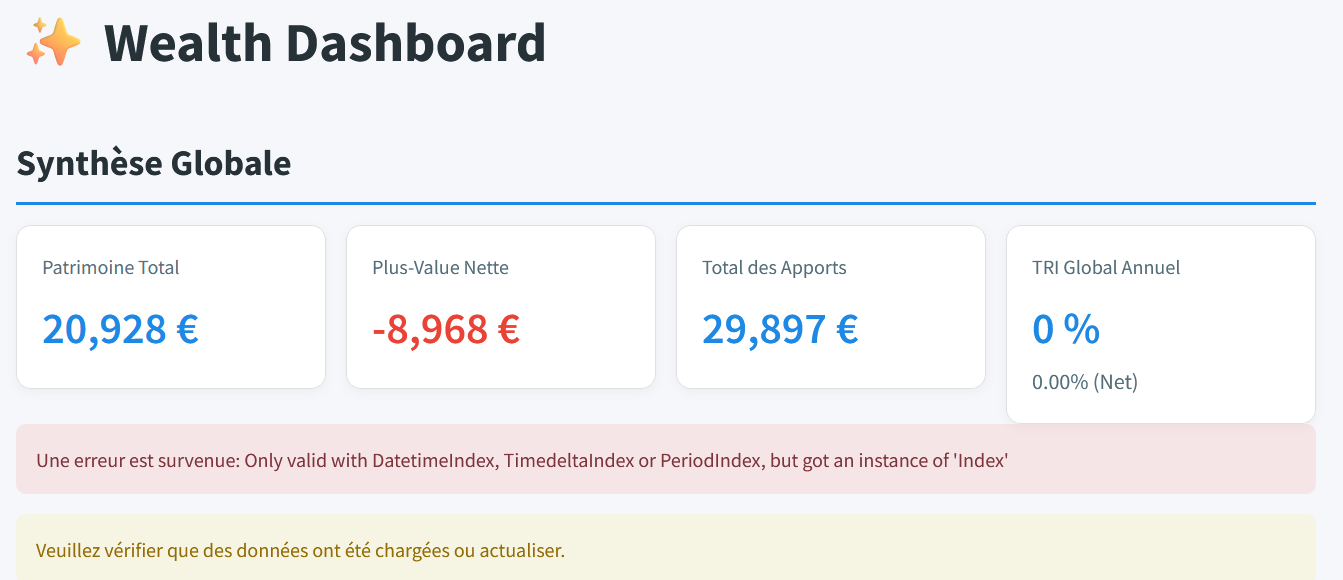 Wealth Dashboard
Synthèse Globale
Patrimoine Total
20,928 €
Plus-Value Nette
-8,968 €
Total des Apports
29,897 €
TRI Global Annuel
0 %
0.00% (Net)
Une erreur est survenue: Only valid with DatetimeIndex, TimedeltaIndex or PeriodIndex, but got an instance of 'Index'
Veuillez vérifier que des données ont été chargées ou actualiser.